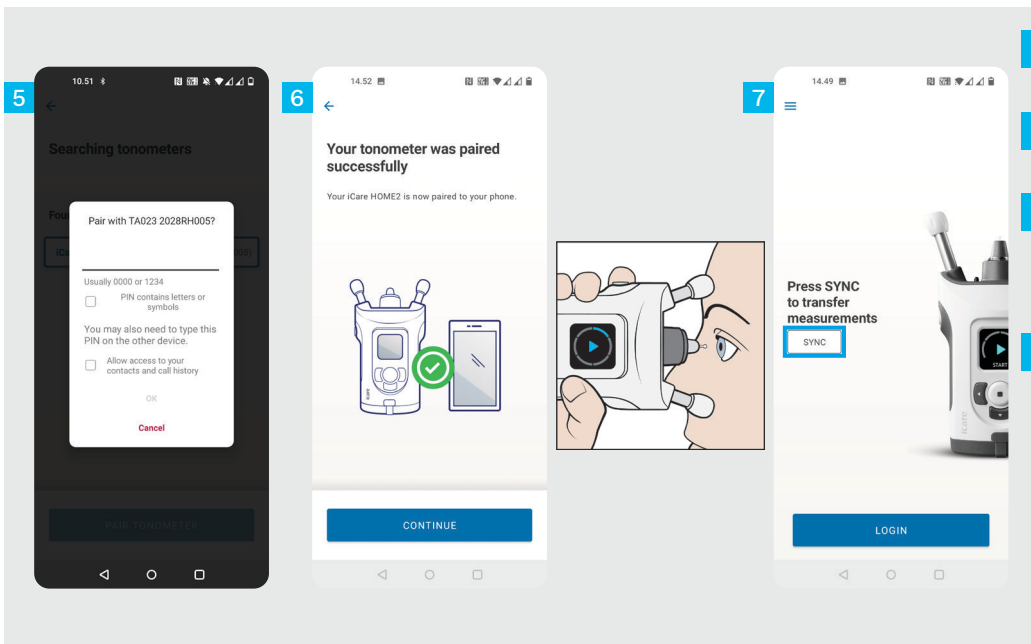 5
10.51
Searching tonometers
Pair with TA023 2028RH005?
Usually 0000 or 1234
PIN contains letters or
symbols
You may also need to type this
PIN on the other device.
Allow access to your
contacts and call history
OK
Cancel
PAIR TONOMETER
6
14.52
Your tonometer was paired
successfully
Your iCare HOME2 is now paired to your phone.
icare
CONTINUE
7
14.49
Press SYNC
to transfer
measurements
SYNC
START
icare
LOGIN